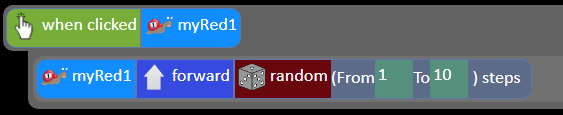 when clicked myRed1
myRed1 forward random (From 1 To 10 ) steps